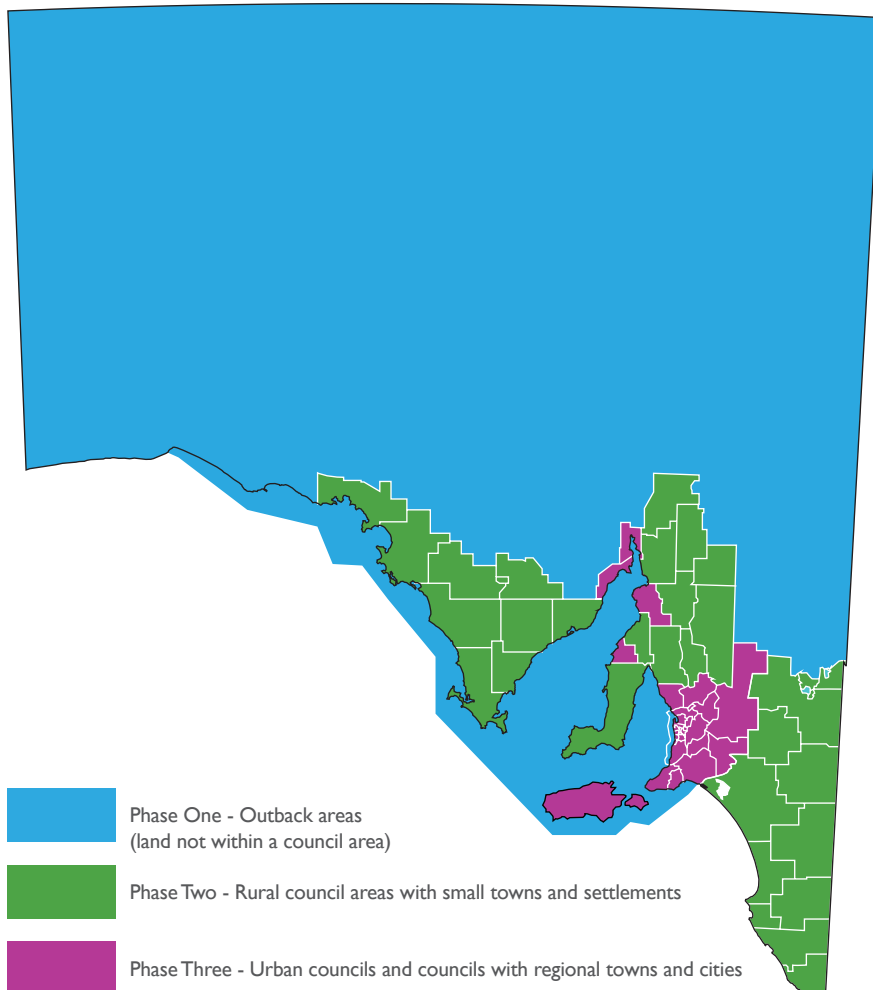 Phase One - Outback areas
(land not within a council area)
Phase Two - Rural council areas with small towns and settlements
Phase Three - Urban councils and councils with regional towns and cities